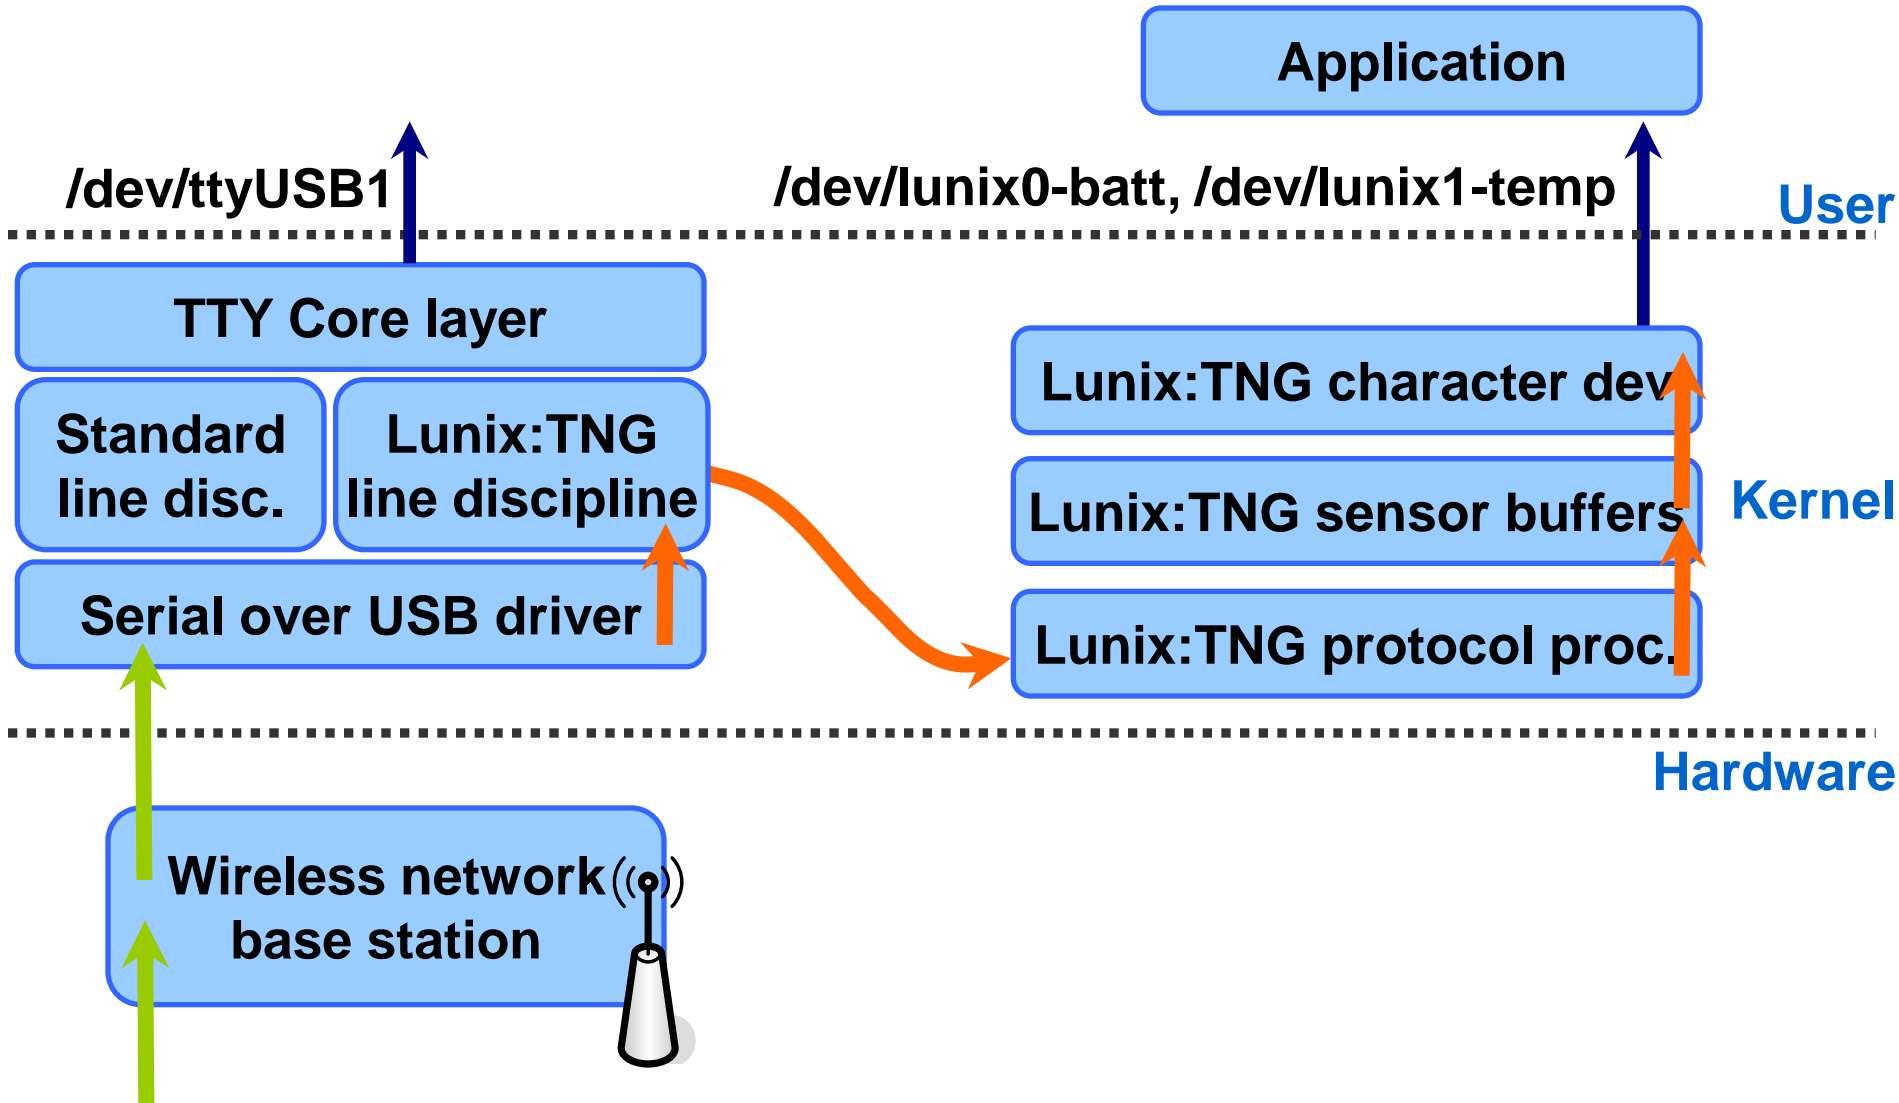 Application
/dev/ttyUSB1
/dev/lunix0-batt, /dev/lunix1-temp
User
TTY Core layer
Standard
line disc.
Lunix:TNG
line discipline
Serial over USB driver
Lunix:TNG character dev
Lunix:TNG sensor buffers
Lunix:TNG protocol proc.
Kernel
Hardware
Wireless network
base station